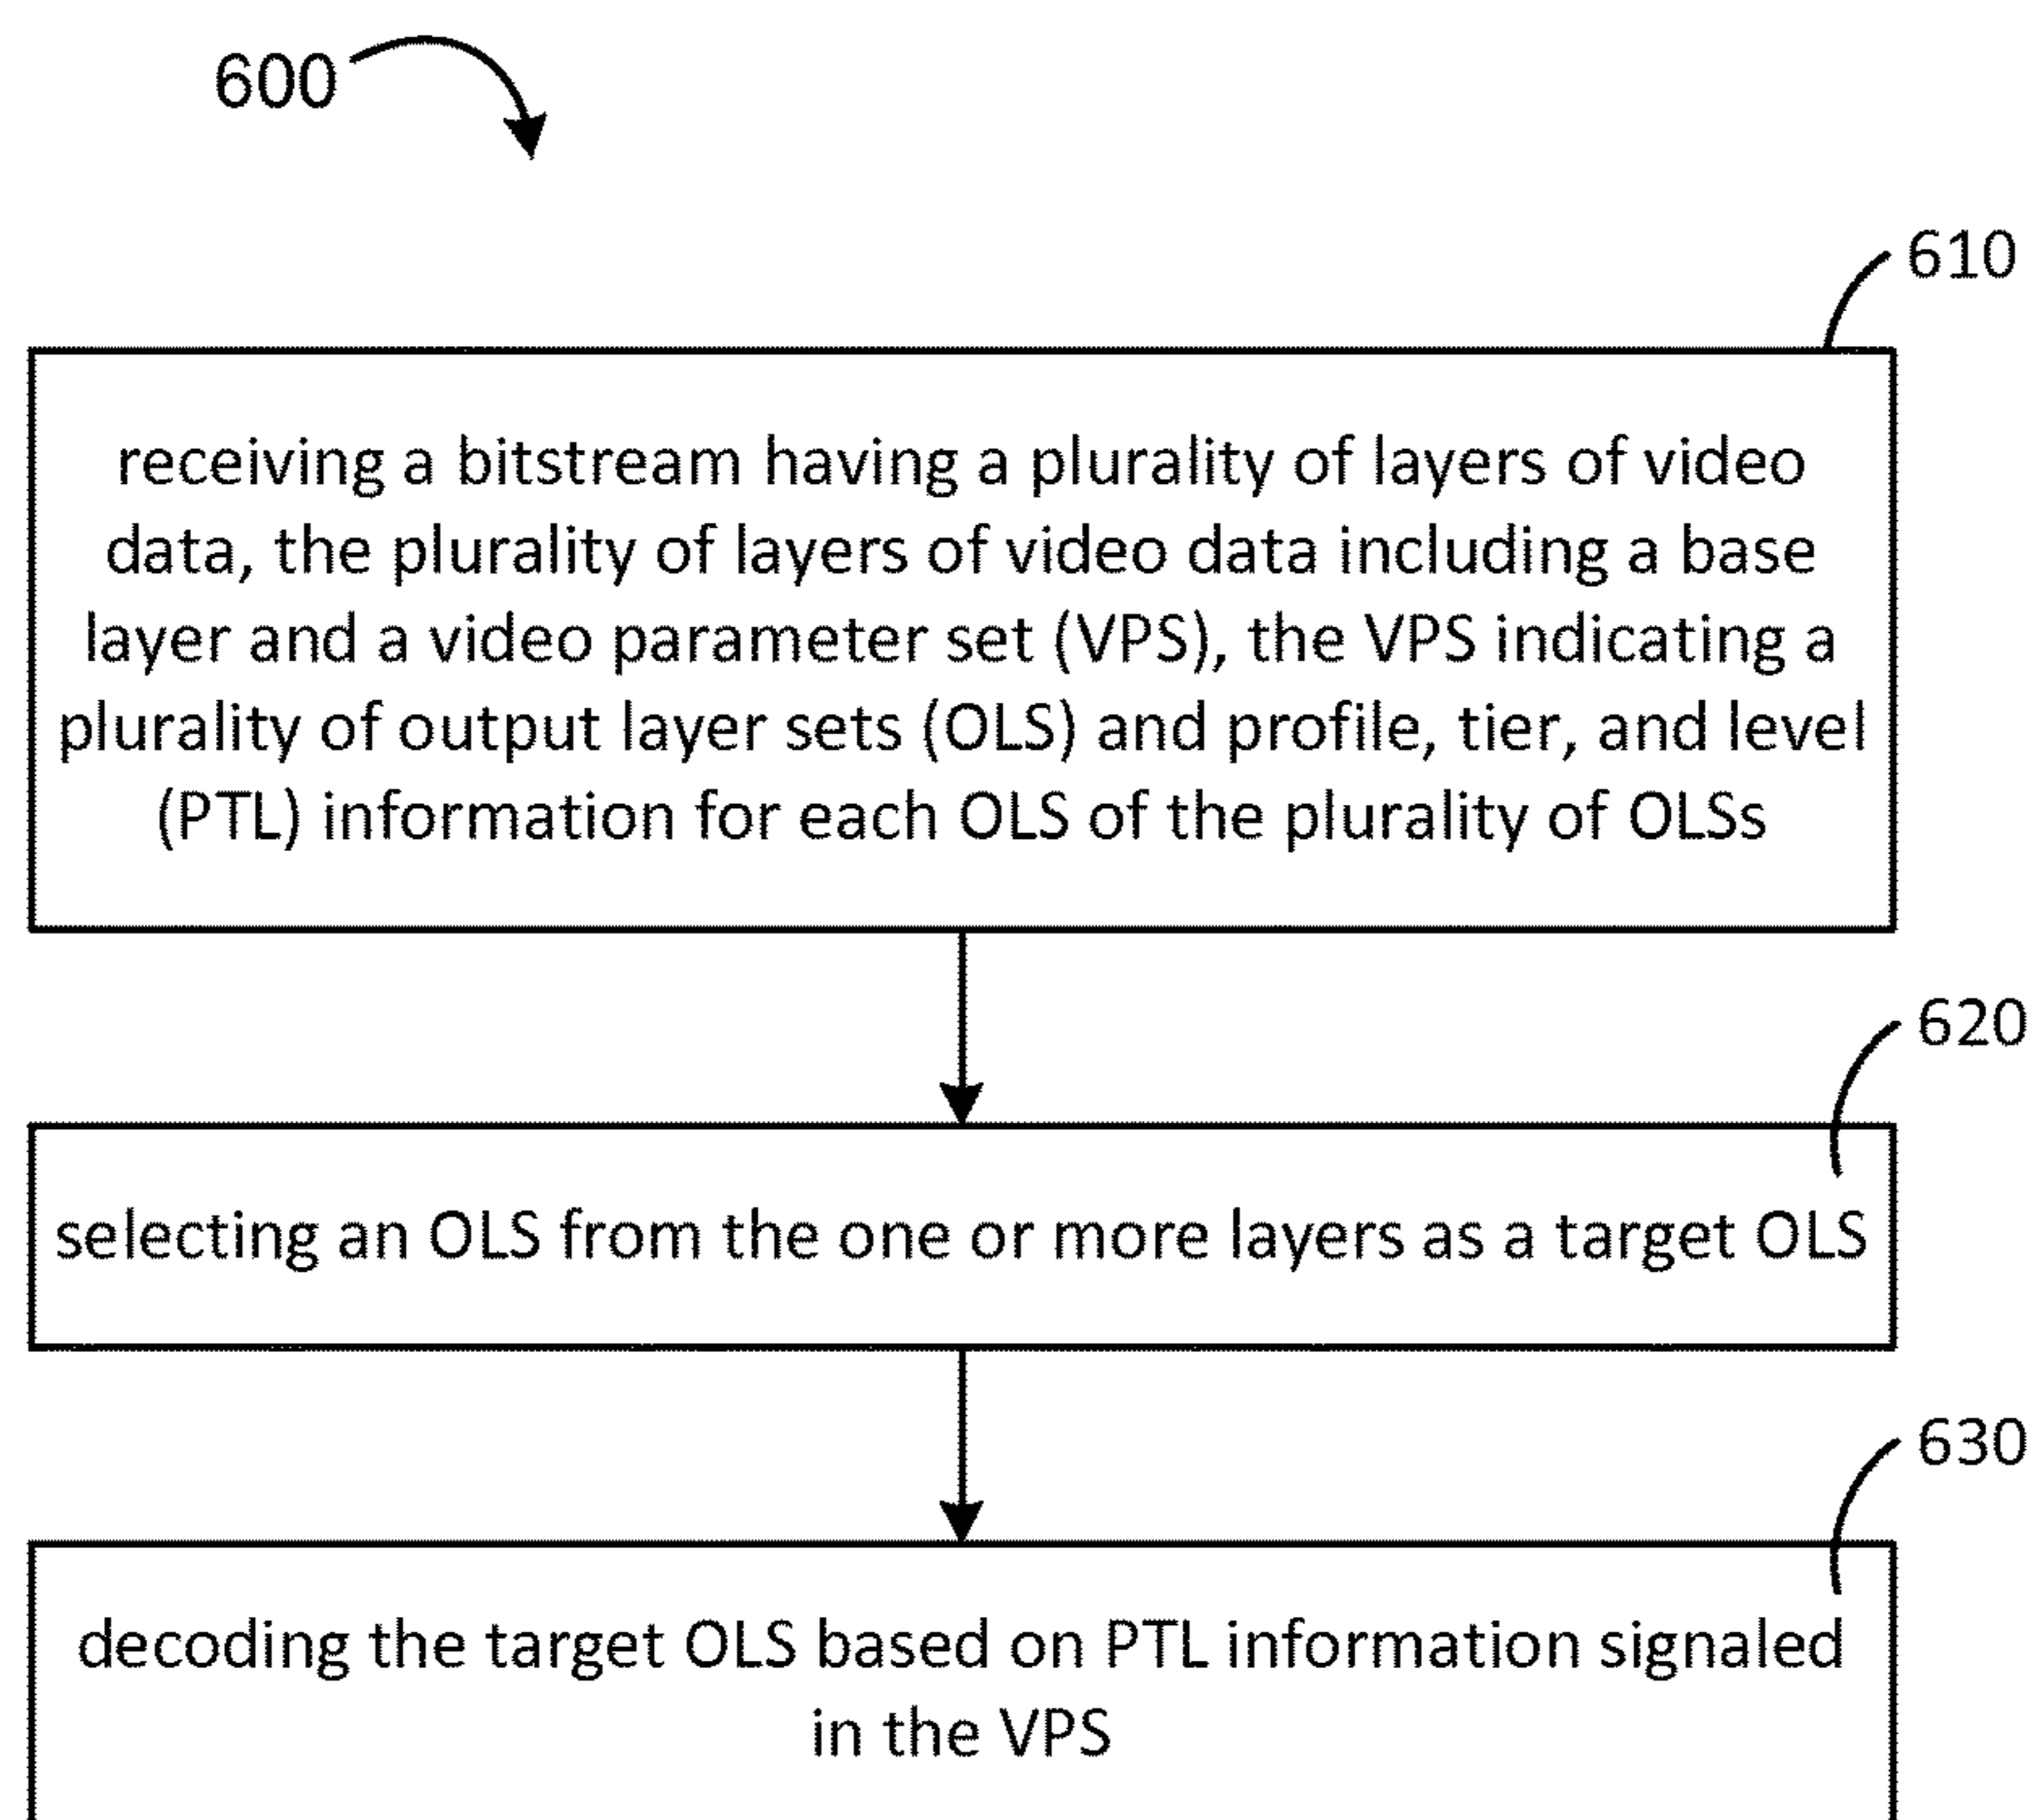 600
610
receiving a bitstream having a plurality of layers of video
data, the plurality of layers of video data including a base
layer and a video parameter set (VPS), the VPS indicating a
plurality of output layer sets (OLS) and profile, tier, and level
(PTL) information for each OLS of the plurality of OLSs
620
selecting an OLS from the one or more layers as a target OLS
630
decoding the target OLS based on PTL information signaled
in the VPS